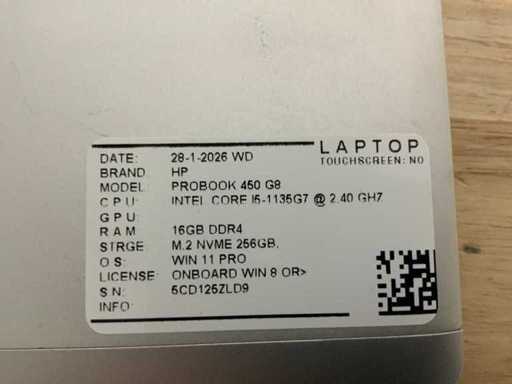 LAPTOP
TOUCHSCREEN: NO
DATE: 28-1-2026 WD
BRAND: HP
MODEL: PROBOOK 450 G8
CPU: INTEL CORE I5-1135G7 @ 2.40 GHZ
GPU:
RAM: 16GB DDR4
STRGE: M.2 NVME 256GB,
OS: WIN 11 PRO
LICENSE: ONBOARD WIN 8 OR>
SN: 5CD125ZLD9
INFO: